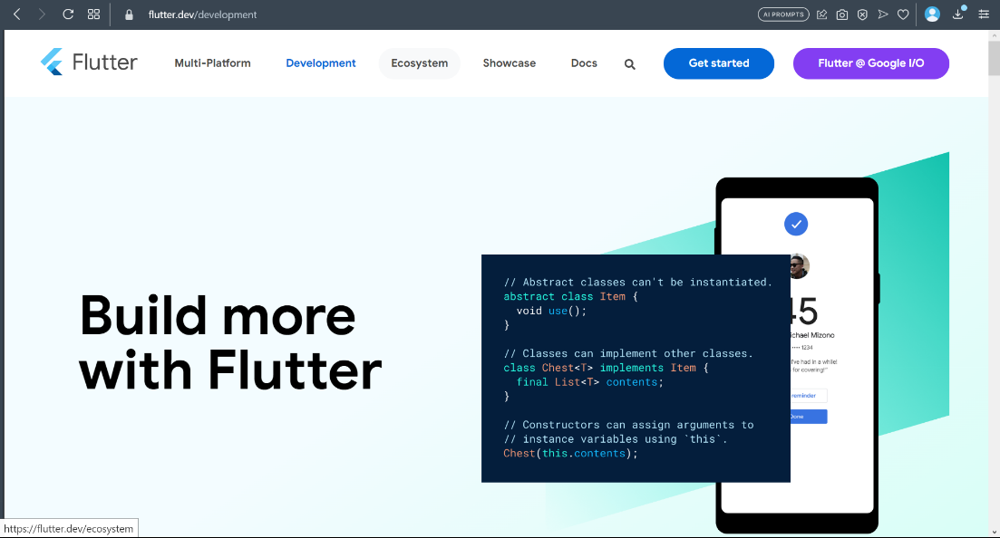 flutter.dev/development
AI PROMPTS
Flutter
Multi-Platform
Development
Ecosystem
Showcase
Docs
Get started
Flutter @ Google I/O
Build more
with Flutter
// Abstract classes can't be instantiated.
abstract class Item {
  void use();
}
// Classes can implement other classes.
class Chest<T> implements Item {
  final List<T> contents;
}
// Constructors can assign arguments to
// instance variables using `this`.
Chest(this.contents);
45
ichael Mizono
•••• 1234
I've had in a while!
s for covering!"
reminder
Done
https://flutter.dev/ecosystem